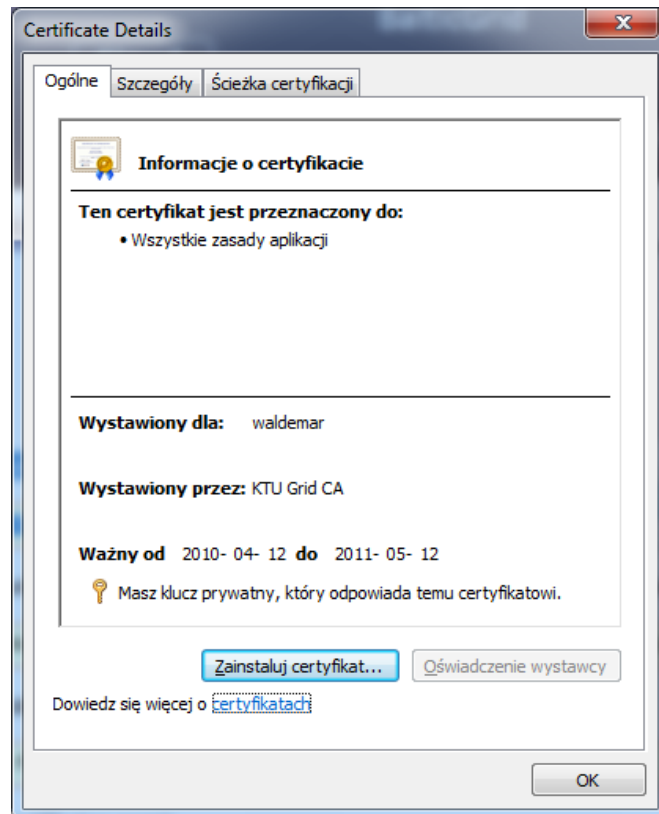 Certificate Details
Ogólne Szczegóły Ścieżka certyfikacji
Informacje o certyfikacie
Ten certyfikat jest przeznaczony do:
• Wszystkie zasady aplikacji
Wystawiony dla: waldemar
Wystawiony przez: KTU Grid CA
Ważny od 2010- 04- 12 do 2011- 05- 12
Masz klucz prywatny, który odpowiada temu certyfikatowi.
Zainstaluj certyfikat... Oświadczenie wystawcy
Dowiedz się więcej o certyfikatach
OK